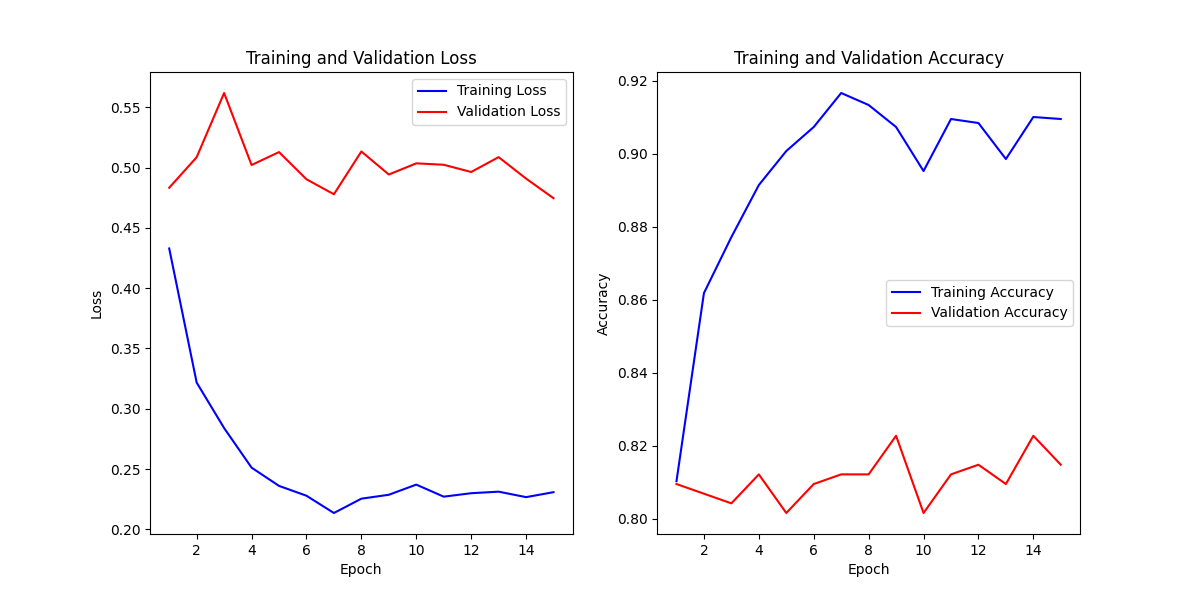 Training and Validation Loss
Training Loss
Validation Loss
0.55
0.50
0.45
0.40
0.35
0.30
0.25
0.20
Loss
2 4 6 8 10 12 14
Epoch
Training and Validation Accuracy
Training Accuracy
Validation Accuracy
0.92
0.90
0.88
0.86
0.84
0.82
0.80
Accuracy
2 4 6 8 10 12 14
Epoch